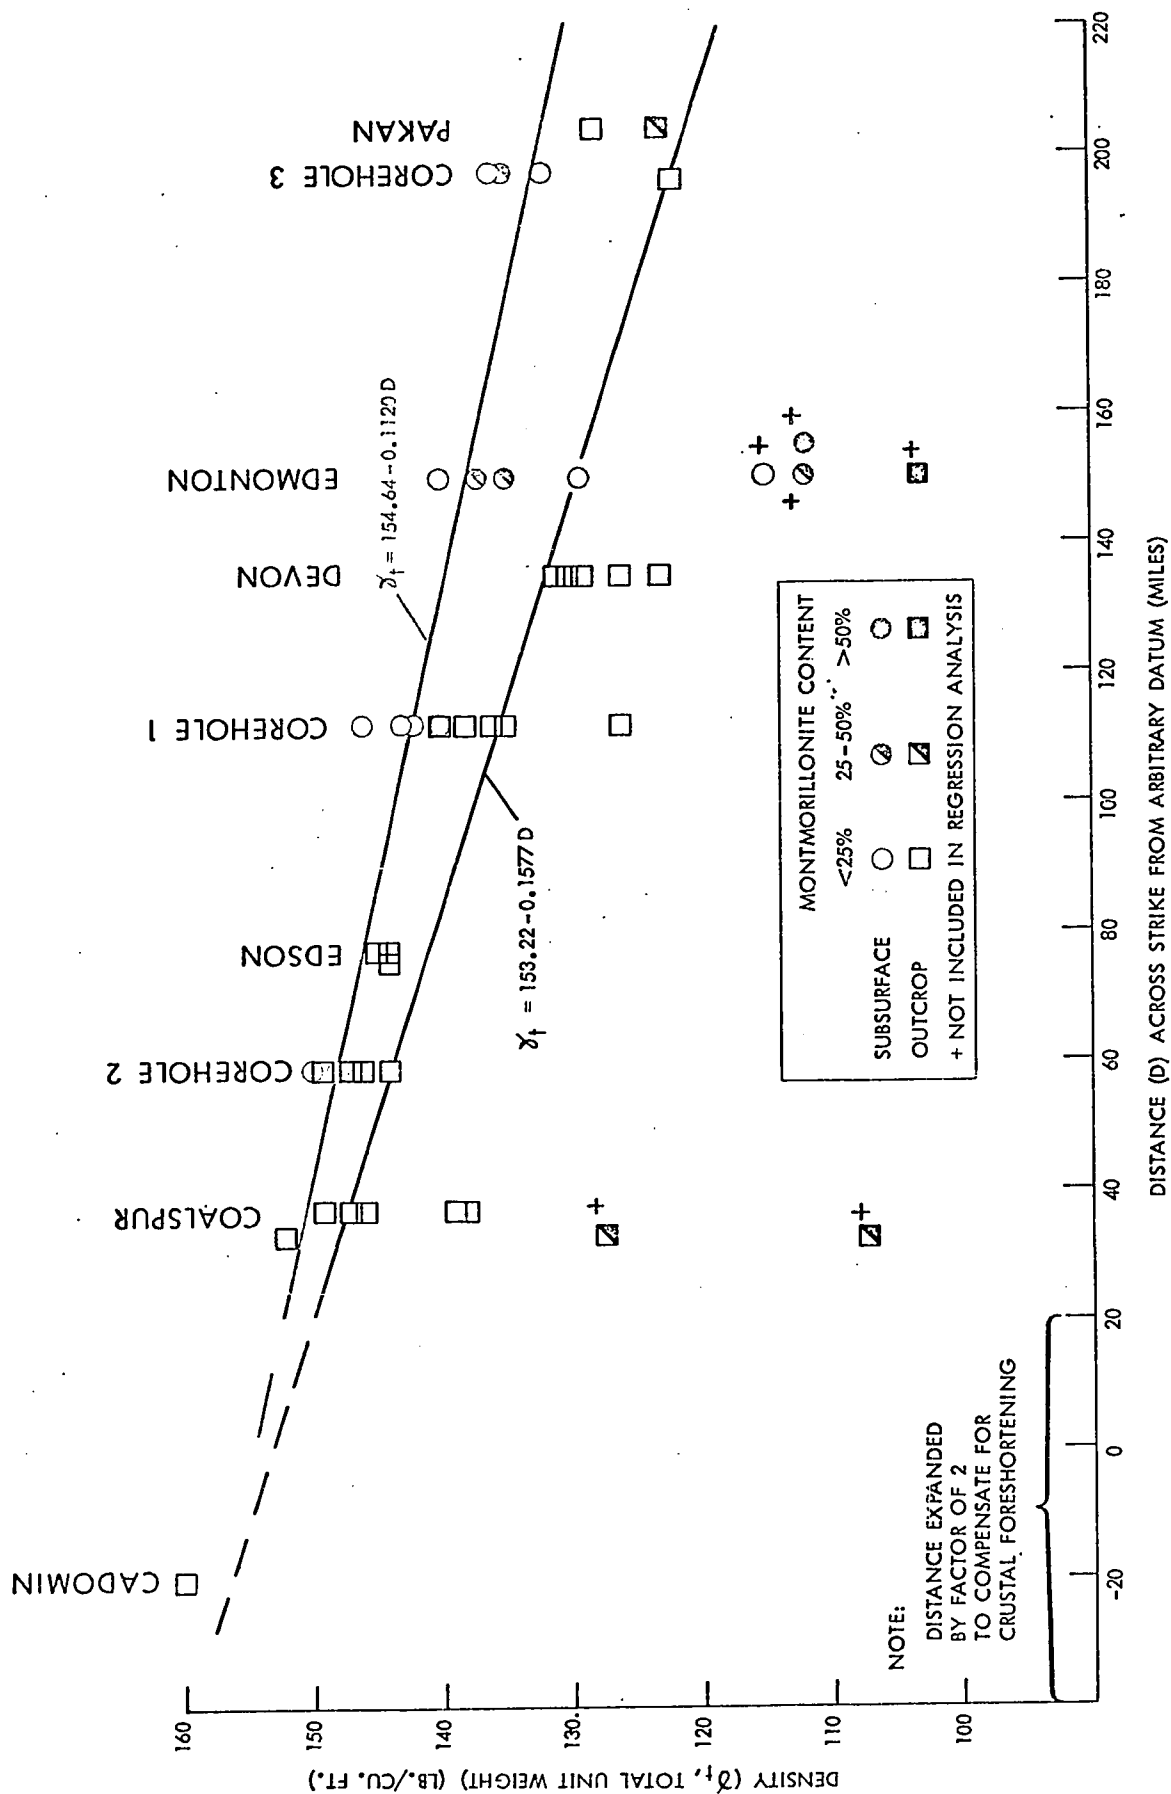 CADOMIN
COALSPUR
COREHOLE 2
EDSON
COREHOLE 1
DEVON
EDMONTON
COREHOLE 3
PAKAN
γt = 154.64-0.1120 D
γt = 153.22-0.1577 D
DENSITY (γt, TOTAL UNIT WEIGHT) (LB./CU. FT.)
160
150
140
130.
120
110
100
NOTE:
DISTANCE EXPANDED
BY FACTOR OF 2
TO COMPENSATE FOR
CRUSTAL FORESHORTENING
MONTMORILLONITE CONTENT
<25% 25-50% >50%
SUBSURFACE
OUTCROP
+ NOT INCLUDED IN REGRESSION ANALYSIS
-20 0 20 40 60 80 100 120 140 160 180 200 220
DISTANCE (D) ACROSS STRIKE FROM ARBITRARY DATUM (MILES)